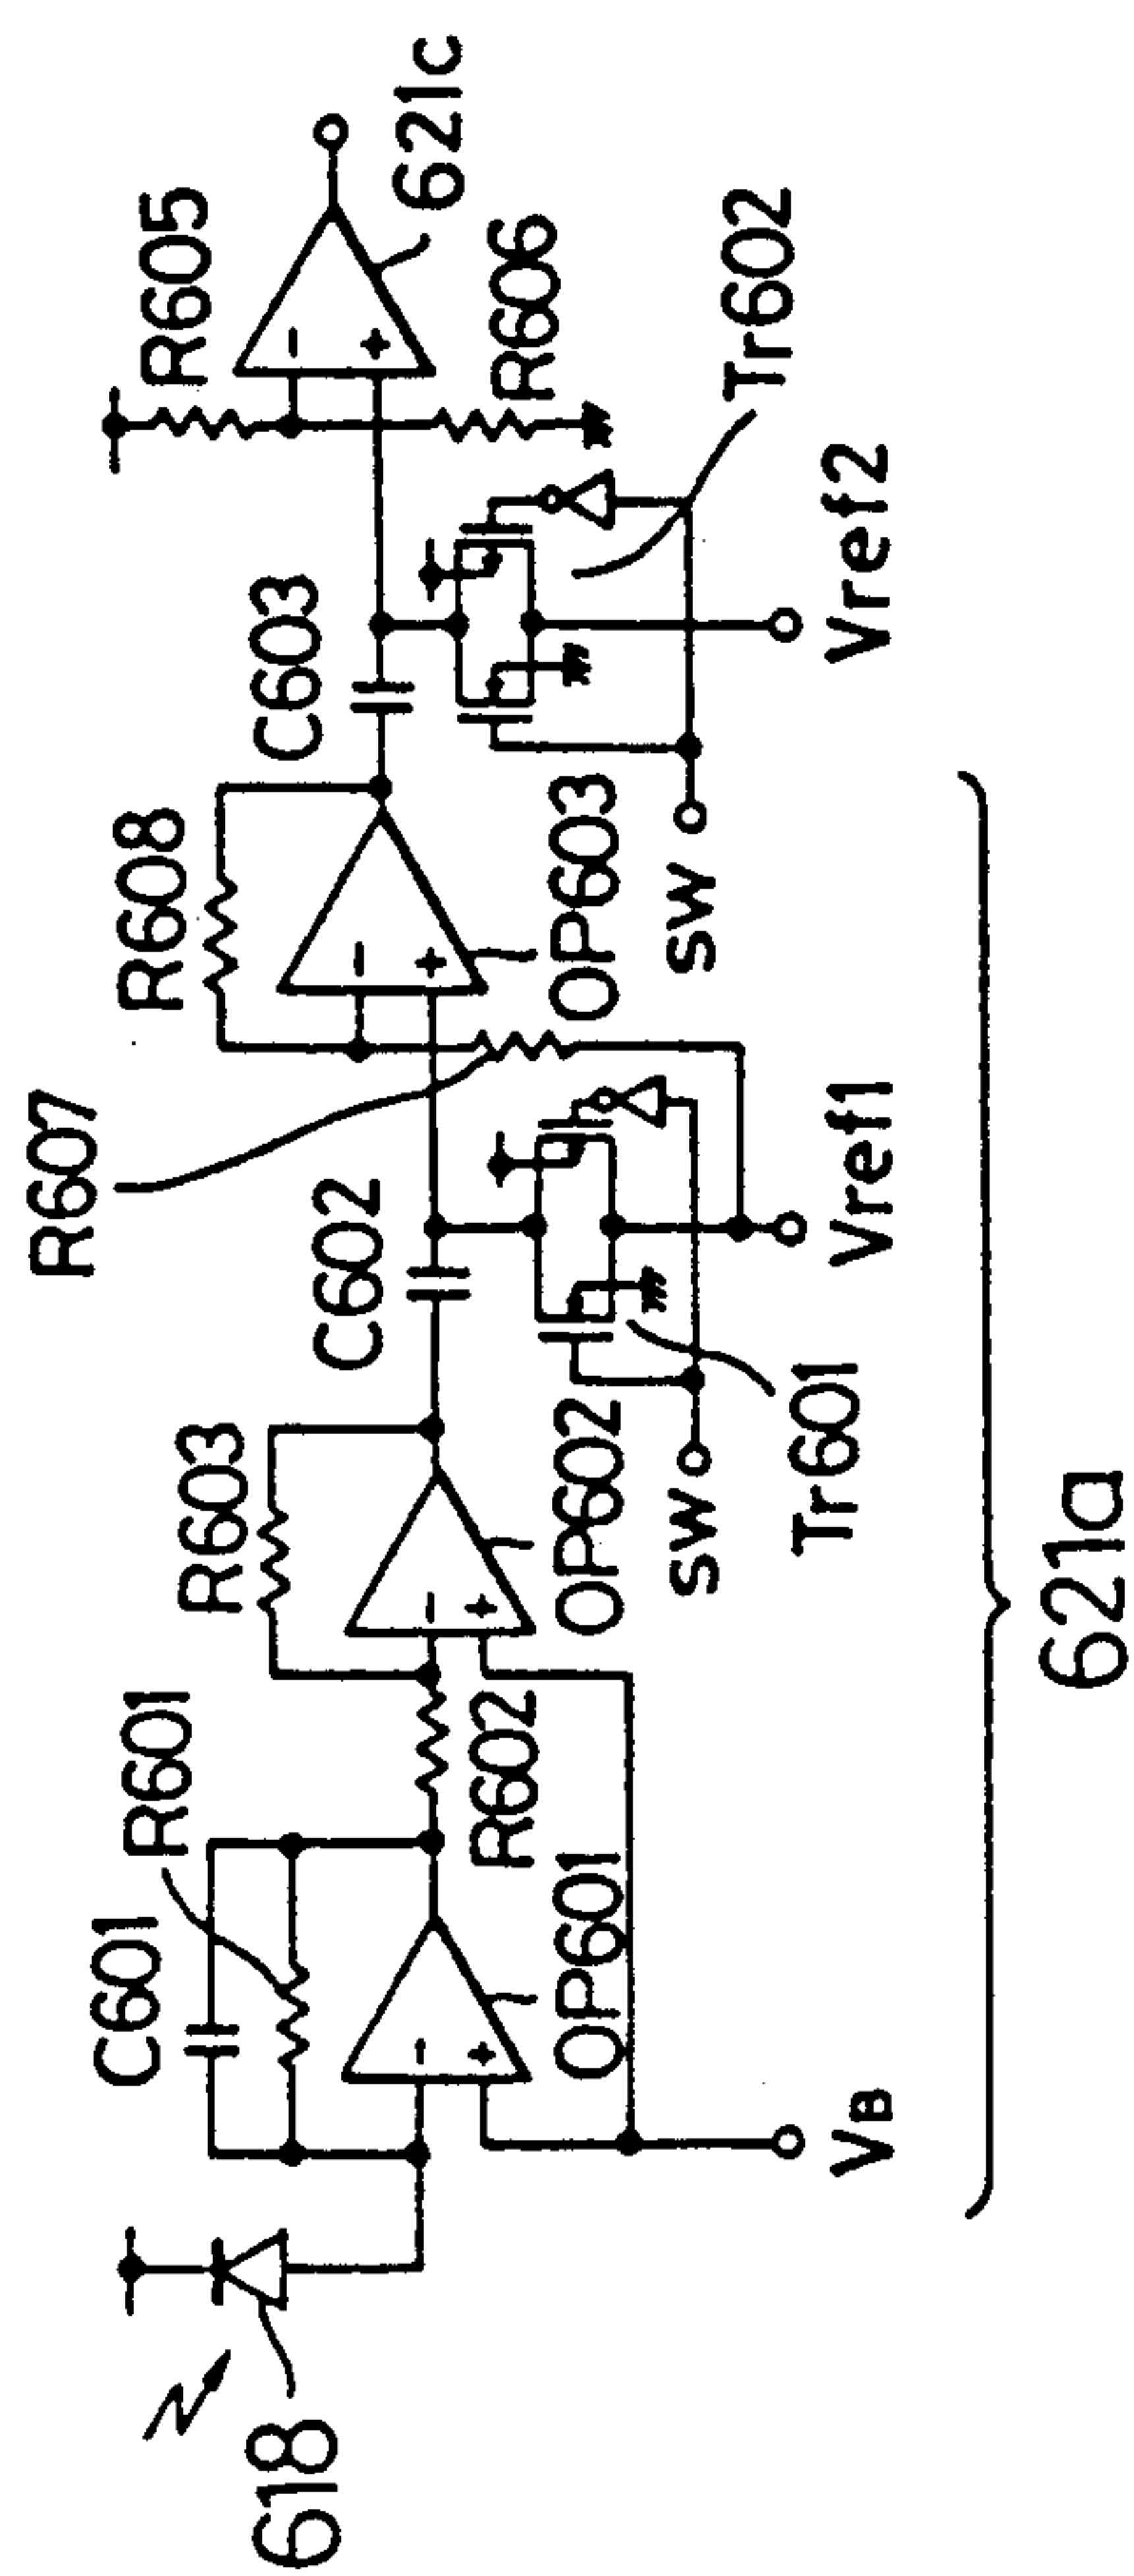 618
C601
R601
OP601
VB
R602
R603
OP602
C602
SW
Tr601
Vref1
R607
R608
OP603
C603
SW
Tr602
Vref2
R605
R606
621c
621a
- +
- +
- +
- +